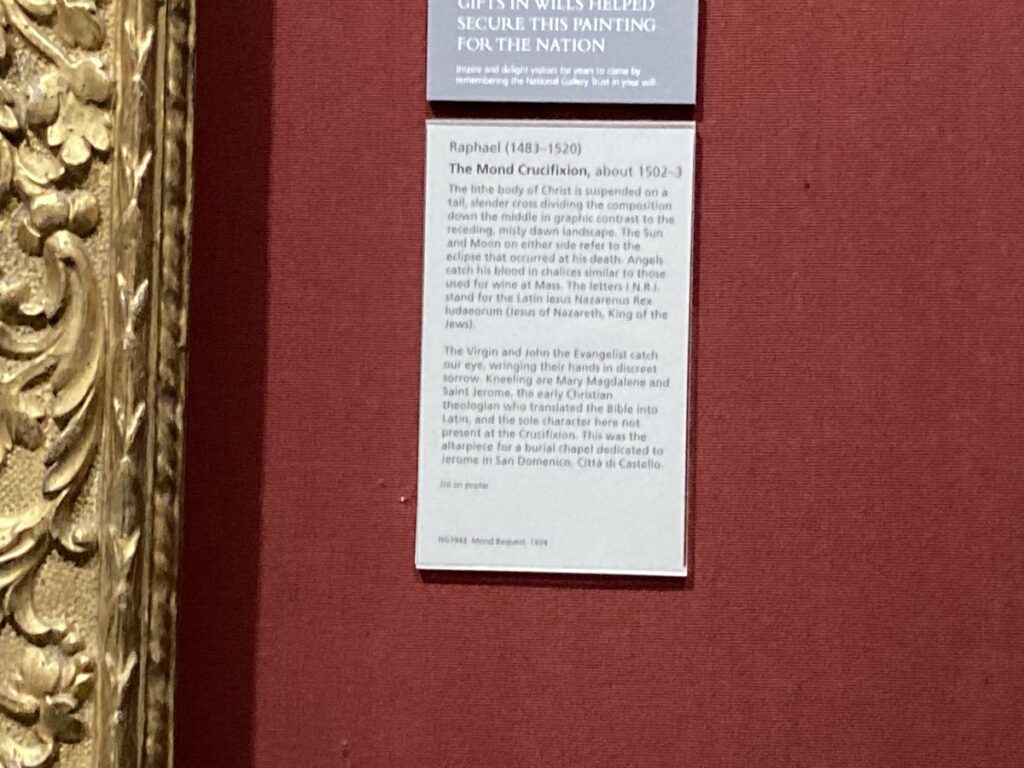 GIFTS IN WILLS HELPED
SECURE THIS PAINTING
FOR THE NATION
Inspire and delight visitors for years to come by
remembering the National Gallery Trust in your will.
Raphael (1483–1520)
The Mond Crucifixion, about 1502–3
The lithe body of Christ is suspended on a
tall, slender cross dividing the composition
down the middle in graphic contrast to the
receding, misty dawn landscape. The Sun
and Moon on either side refer to the
eclipse that occurred at his death. Angels
catch his blood in chalices similar to those
used for wine at Mass. The letters I.N.R.I.
stand for the Latin Iesus Nazarenus Rex
Iudaeorum (Jesus of Nazareth, King of the
Jews).
The Virgin and John the Evangelist catch
our eye, wringing their hands in discreet
sorrow. Kneeling are Mary Magdalene and
Saint Jerome, the early Christian
theologian who translated the Bible into
Latin, and the sole character here not
present at the Crucifixion. This was the
altarpiece for a burial chapel dedicated to
Jerome in San Domenico, Città di Castello.
Oil on poplar
NG3943. Mond Bequest, 1924